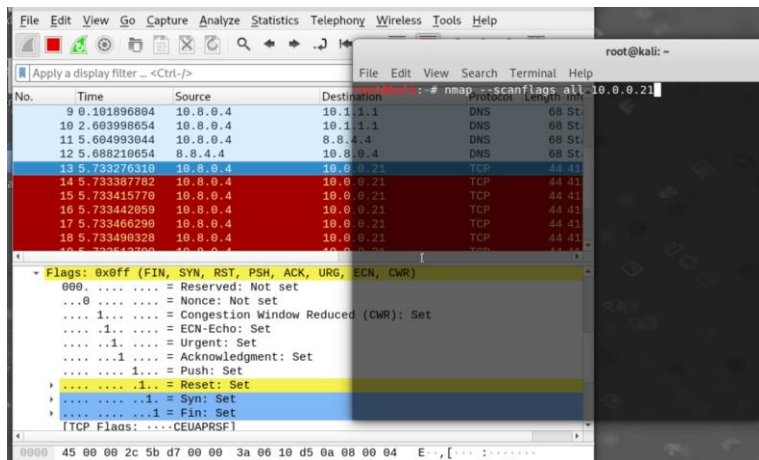 File Edit View Go Capture Analyze Statistics Telephony Wireless Tools Help
root@kali: ~
Apply a display filter ... <Ctrl-/>
File Edit View Search Terminal Help
root@kali:~# nmap --scanflags all 10.0.0.21
No. Time Source Destination Protocol Length Info
9 0.101896804 10.8.0.4 10.1.1.1 DNS 68 St
10 2.603998654 10.8.0.4 10.1.1.1 DNS 68 St
11 5.604993044 10.8.0.4 8.8.4.4 DNS 68 St
12 5.688210654 8.8.4.4 10.8.0.4 DNS 68 St
13 5.733276310 10.8.0.4 10.0.0.21 TCP 44 41
14 5.733387782 10.8.0.4 10.0.0.21 TCP 44 41
15 5.733415770 10.8.0.4 10.0.0.21 TCP 44 41
16 5.733442059 10.8.0.4 10.0.0.21 TCP 44 41
17 5.733466290 10.8.0.4 10.0.0.21 TCP 44 41
18 5.733490328 10.8.0.4 10.0.0.21 TCP 44 41
Flags: 0x0ff (FIN, SYN, RST, PSH, ACK, URG, ECN, CWR)
000. .... .... = Reserved: Not set
...0 .... .... = Nonce: Not set
.... 1... .... = Congestion Window Reduced (CWR): Set
.... .1.. .... = ECN-Echo: Set
.... ..1. .... = Urgent: Set
.... ...1 .... = Acknowledgment: Set
.... .... 1... = Push: Set
.... .... .1.. = Reset: Set
.... .... ..1. = Syn: Set
.... .... ...1 = Fin: Set
[TCP Flags: ····CEUAPRSF]
0000 45 00 00 2c 5b d7 00 00 3a 06 10 d5 0a 08 00 04 E··,[··· :·······